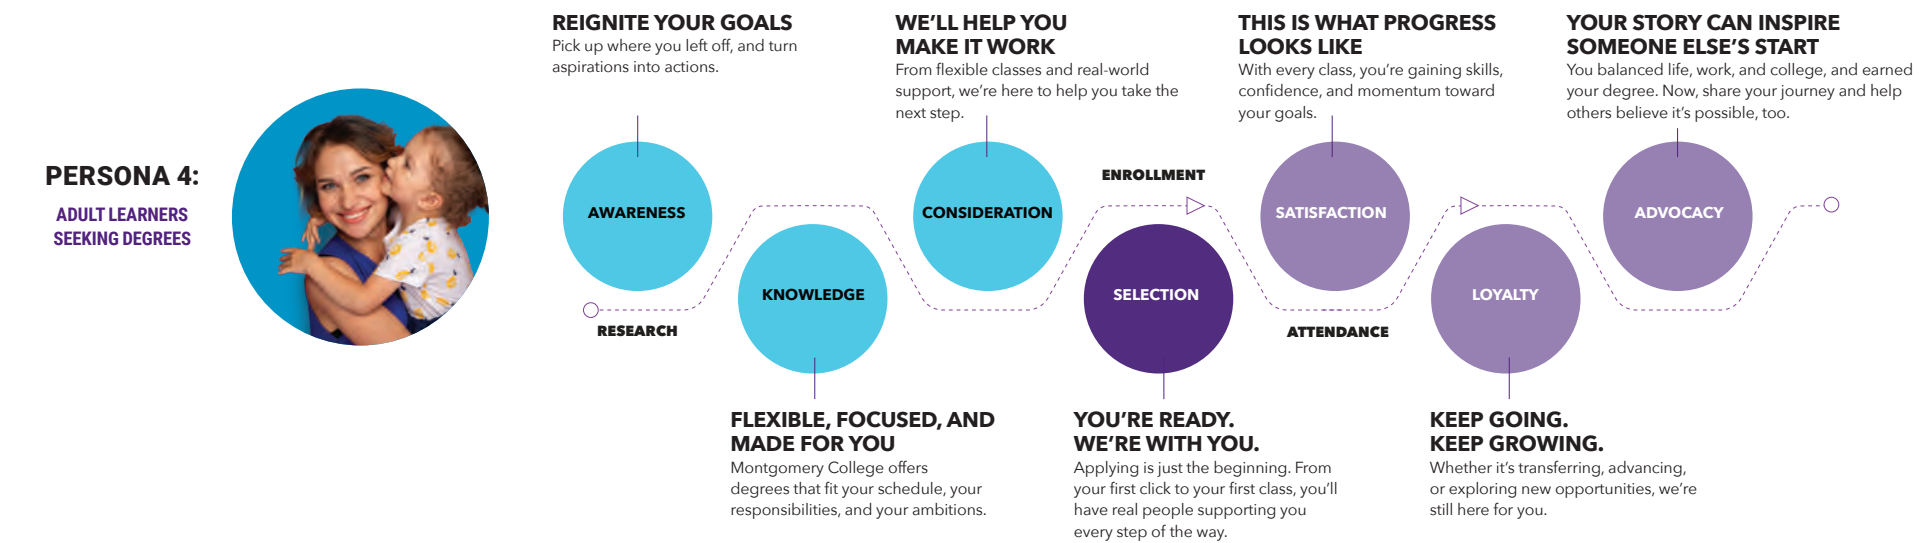 PERSONA 4:
ADULT LEARNERS
SEEKING DEGREES
REIGNITE YOUR GOALS
Pick up where you left off, and turn
aspirations into actions.
AWARENESS
RESEARCH
KNOWLEDGE
FLEXIBLE, FOCUSED, AND
MADE FOR YOU
Montgomery College offers
degrees that fit your schedule, your
responsibilities, and your ambitions.
WE’LL HELP YOU
MAKE IT WORK
From flexible classes and real-world
support, we’re here to help you take the
next step.
CONSIDERATION
ENROLLMENT
SELECTION
YOU’RE READY.
WE’RE WITH YOU.
Applying is just the beginning. From
your first click to your first class, you’ll
have real people supporting you
every step of the way.
THIS IS WHAT PROGRESS
LOOKS LIKE
With every class, you’re gaining skills,
confidence, and momentum toward
your goals.
SATISFACTION
ATTENDANCE
LOYALTY
KEEP GOING.
KEEP GROWING.
Whether it’s transferring, advancing,
or exploring new opportunities, we’re
still here for you.
YOUR STORY CAN INSPIRE
SOMEONE ELSE’S START
You balanced life, work, and college, and earned
your degree. Now, share your journey and help
others believe it’s possible, too.
ADVOCACY